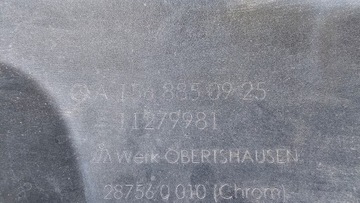 A 156 885 09 25
11279981
Werk OBERTSHAUSEN
28756 0 010 (Chrom)